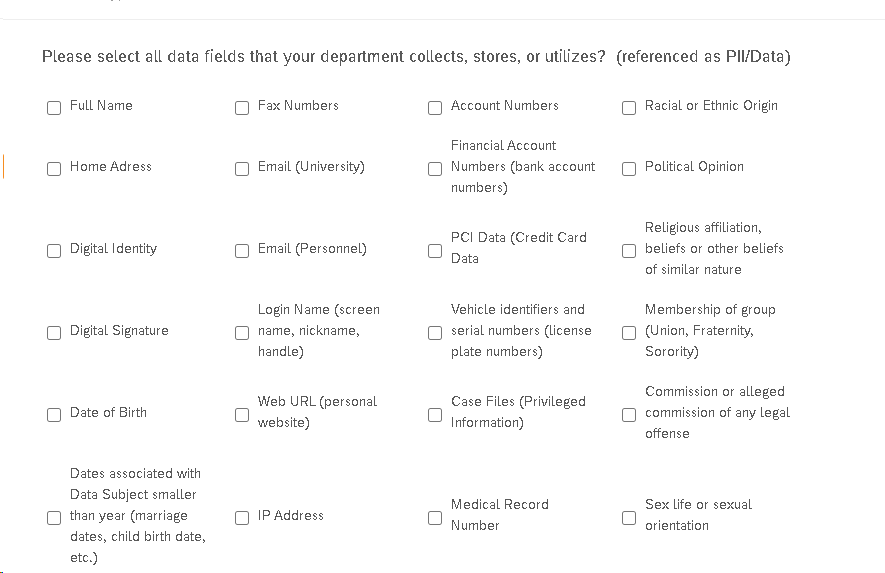 Please select all data fields that your department collects, stores, or utilizes? (referenced as PII/Data)
Full Name
Fax Numbers
Account Numbers
Racial or Ethnic Origin
Home Adress
Email (University)
Financial Account
Numbers (bank account
numbers)
Political Opinion
Digital Identity
Email (Personnel)
PCI Data (Credit Card
Data
Religious affiliation,
beliefs or other beliefs
of similar nature
Digital Signature
Login Name (screen
name, nickname,
handle)
Vehicle identifiers and
serial numbers (license
plate numbers)
Membership of group
(Union, Fraternity,
Sorority)
Date of Birth
Web URL (personal
website)
Case Files (Privileged
Information)
Commission or alleged
commission of any legal
offense
Dates associated with
Data Subject smaller
than year (marriage
dates, child birth date,
etc.)
IP Address
Medical Record
Number
Sex life or sexual
orientation